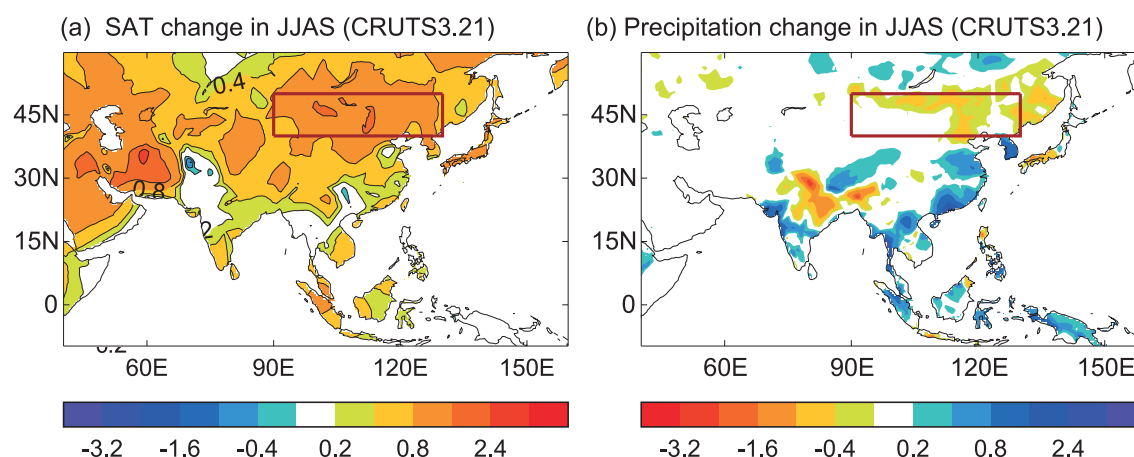 (a) SAT change in JJAS (CRUTS3.21)
(b) Precipitation change in JJAS (CRUTS3.21)
0.4
45N
45N
30N
30N
0.8
15N
2
15N
0
0
0.2
60E 90E 120E 150E
60E 90E 120E 150E
-3.2 -1.6 -0.4 0.2 0.8 2.4
-3.2 -1.6 -0.4 0.2 0.8 2.4